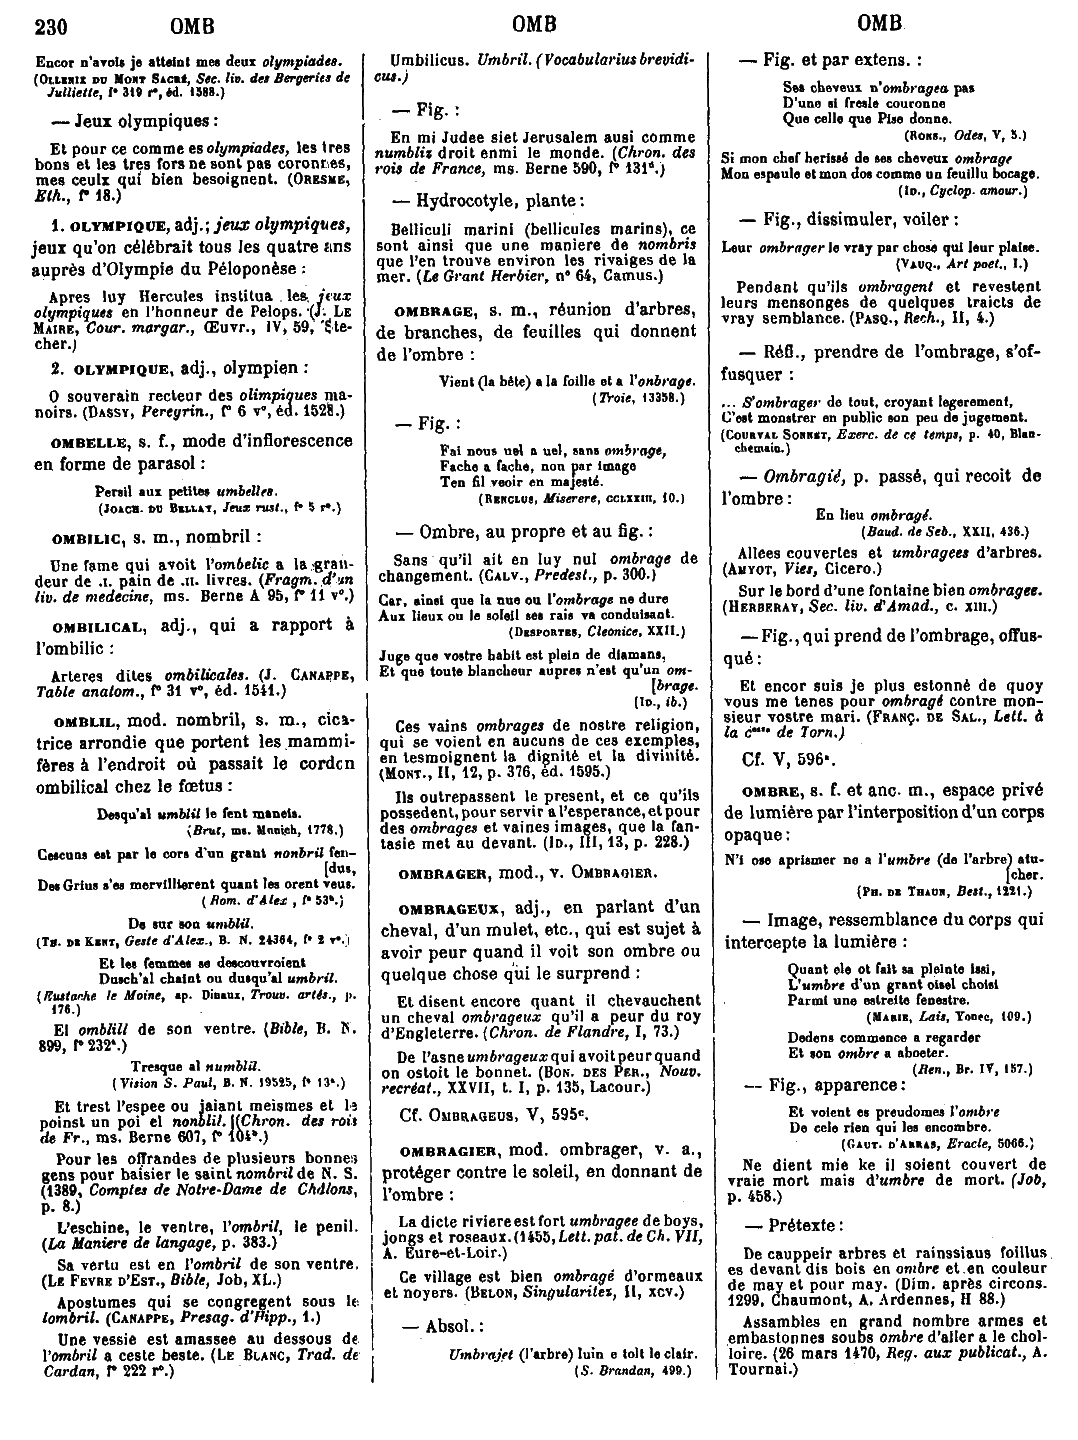 230 OMB OMB OMB
Encor n'avois je atteint mes deux olympiades.
(OLLENIX DU MONT SACRÉ, Sec. liv. des Bergeries de
Julliette, f° 319 r°, éd. 1588.)
— Jeux olympiques :
Et pour ce comme es olympiades, les tres
bons et les tres fors ne sont pas coronnes,
mes ceulx qui bien besoignent. (ORESME,
Eth., f° 18.)
1. OLYMPIQUE, adj.; jeux olympiques,
jeux qu'on célébrait tous les quatre ans
auprès d'Olympie du Péloponèse :
Apres luy Hercules institua les jeux
olympiques en l'honneur de Pelops. (J. LE
MAIRE, Cour. margar., Œuvr., IV, 59, Ste-
cher.)
2. OLYMPIQUE, adj., olympien :
O souverain recteur des olimpiques ma-
noirs. (DASSY, Peregrin., f° 6 v°, éd. 1528.)
OMBELLE, s. f., mode d'inflorescence
en forme de parasol :
Persil aux petites umbelles.
(JOACH. DU BELLAY, Jeux rust., f° 5 r°.)
OMBILIC, s. m., nombril :
Une fame qui avoit l'ombelic a la gran-
deur de .I. pain de .II. livres. (Fragm. d'un
liv. de medecine, ms. Berne A 95, f° 11 v°.)
OMBILICAL, adj., qui a rapport à
l'ombilic :
Arteres dites ombilicales. (J. CANAPPE,
Table anatom., f° 31 v°, éd. 1541.)
OMBLIL, mod. nombril, s. m., cica-
trice arrondie que portent les mammi-
fères à l'endroit où passait le cordon
ombilical chez le fœtus :
Desqu'al umblil le fent maneis.
(Brut, ms. Munich, 1778.)
Cescuns est par le cors d'un grant nonbril fen-
[dus,
Des Grius s'es mervillierent quant les orent veus.
(Rom. d'Alex, f° 53b.)
De sur son umblil.
(TH. DE KENT, Geste d'Alex., B. N. 24364, f° 2 r°.)
Et les femmes se descouvroient
Dusch'al chaint ou dusqu'al umbril.
(Eustache le Moine, ap. Dinaux, Trouv. artés., p.
176.)
El omblill de son ventre. (Bible, B. N.
899, f° 232a.)
Tresque al numblil.
(Vision S. Paul, B. N. 19525, f° 13a.)
Et trest l'espee ou jaiant meismes et le
poinst un poi el nonblil. (Chron. des rois
de Fr., ms. Berne 607, f° 104a.)
Pour les offrandes de plusieurs bonnes
gens pour baisier le saint nombril de N. S.
(1389, Comptes de Notre-Dame de Châlons,
p. 8.)
L'eschine, le ventre, l'ombril, le penil.
(La Maniere de langage, p. 383.)
Sa vertu est en l'ombril de son ventre.
(LE FEVRE D'EST., Bible, Job, XL.)
Apostumes qui se congregent sous le
lombril. (CANAPPE, Presag. d'Hipp., 1.)
Une vessie est amassee au dessous de
l'ombril a ceste beste. (LE BLANC, Trad. de
Cardan, f° 222 r°.)
Umbilicus. Umbril. (Vocabularius brevidi-
cus.)
— Fig. :
En mi Judee siet Jerusalem ausi comme
numbliz droit enmi le monde. (Chron. des
rois de France, ms. Berne 590, f° 131d.)
— Hydrocotyle, plante :
Belliculi marini (bellicules marins), ce
sont ainsi que une maniere de nombris
que l'en trouve environ les rivaiges de la
mer. (Le Grant Herbier, n° 64, Camus.)
OMBRAGE, s. m., réunion d'arbres,
de branches, de feuilles qui donnent
de l'ombre :
Vient (la bête) a la foille et a l'onbrage.
(Troie, 13358.)
— Fig. :
Fai nous uel a uel, sans ombrage,
Fache a fache, non par image
Ten fil veoir en majesté.
(RENCLUS, Miserere, CCLXXIII, 10.)
— Ombre, au propre et au fig. :
Sans qu'il ait en luy nul ombrage de
changement. (CALV., Predest., p. 300.)
Car, ainsi que la nue ou l'ombrage ne dure
Aux lieux ou le soleil ses rais va conduisant.
(DESPORTES, Cleonice, XXII.)
Juge que vostre habit est plein de diamans,
Et que toute blancheur aupres n'est qu'un om-
[brage.
(ID., ib.)
Ces vains ombrages de nostre religion,
qui se voient en aucuns de ces exemples,
en tesmoignent la dignité et la divinité.
(MONT., II, 12, p. 376, éd. 1595.)
Ils outrepassent le present, et ce qu'ils
possedent, pour servir a l'esperance, et pour
des ombrages et vaines images, que la fan-
tasie met au devant. (ID., III, 13, p. 228.)
OMBRAGER, mod., v. OMBRAGIER.
OMBRAGEUX, adj., en parlant d'un
cheval, d'un mulet, etc., qui est sujet à
avoir peur quand il voit son ombre ou
quelque chose qui le surprend :
Et disent encore quant il chevauchent
un cheval ombrageux qu'il a peur du roy
d'Engleterre. (Chron. de Flandre, I, 73.)
De l'asne umbrageux qui avoit peur quand
on ostoit le bonnet. (BON. DES PER., Nouv.
recréat., XXVII, t. I, p. 135, Lacour.)
Cf. OMBRAGEUS, V, 595c.
OMBRAGIER, mod. ombrager, v. a.,
protéger contre le soleil, en donnant de
l'ombre :
La dicte riviere est fort umbragee de boys,
joncs et roseaux. (1455, Lett. pat. de Ch. VII,
A. Eure-et-Loir.)
Ce village est bien ombragé d'ormeaux
et noyers. (BELON, Singularitez, II, XCV.)
— Absol. :
Umbrajet (l'arbre) luin e tolt le clair.
(S. Brandan, 499.)
— Fig. et par extens. :
Ses cheveux n'ombragea pas
D'une si fresle couronne
Que celle que Pise donne.
(RONS., Odes, V, 5.)
Si mon chef herissé de ses cheveux ombrage
Mon espaule et mon dos comme un feuillu bocage.
(ID., Cyclop. amour.)
— Fig., dissimuler, voiler :
Leur ombrager le vray par chose qui leur plaise.
(VAUQ., Art poet., I.)
Pendant qu'ils ombragent et revestent
leurs mensonges de quelques traicts de
vray semblance. (PASQ., Rech., II, 4.)
— Réfl., prendre de l'ombrage, s'of-
fusquer :
... S'ombrager de tout, croyant legerement,
C'est monstrer en public son peu de jugement.
(COURVAL SONNET, Exerc. de ce temps, p. 40, Blan-
chemain.)
— Ombragié, p. passé, qui recoit de
l'ombre :
En lieu ombragé.
(Baud. de Seb., XXII, 436.)
Allees couvertes et umbragees d'arbres.
(AMYOT, Vies, Cicero.)
Sur le bord d'une fontaine bien ombragee.
(HERBERAY, Sec. liv. d'Amad., c. XIII.)
— Fig., qui prend de l'ombrage, offus-
qué :
Et encor suis je plus estonné de quoy
vous me tenes pour ombragé contre mon-
sieur vostre mari. (FRANÇ. DE SAL., Lett. à
la Ctesse de Torn.)
Cf. V, 596a.
OMBRE, s. f. et anc. m., espace privé
de lumière par l'interposition d'un corps
opaque :
N'i ose aprismer ne a l'umbre (de l'arbre) atu-
[cher.
(PH. DE THAUN, Best., 1221.)
— Image, ressemblance du corps qui
intercepte la lumière :
Quant ele ot fait sa pleinte issi,
L'umbre d'un grant oisel choisi
Parmi une estreite fenestre.
(MARIE, Lais, Yonec, 109.)
Dedens commence a regarder
Et son ombre a aboeter.
(Ren., Br. IV, 157.)
— Fig., apparence :
Et voient es preudomes l'ombre
De cele rien qui les encombre.
(GAUT. D'ARRAS, Eracle, 5066.)
Ne dient mie ke il soient couvert de
vraie mort mais d'umbre de mort. (Job,
p. 458.)
— Prétexte :
De cauppeir arbres et rainssiaus foillus
es devant dis bois en ombre et en couleur
de may et pour may. (Dim. après circons.
1299, Chaumont, A. Ardennes, H 88.)
Assambles en grand nombre armes et
embastonnes soubs ombre d'aller a le chol-
loire. (26 mars 1470, Reg. aux publicat., A.
Tournai.)